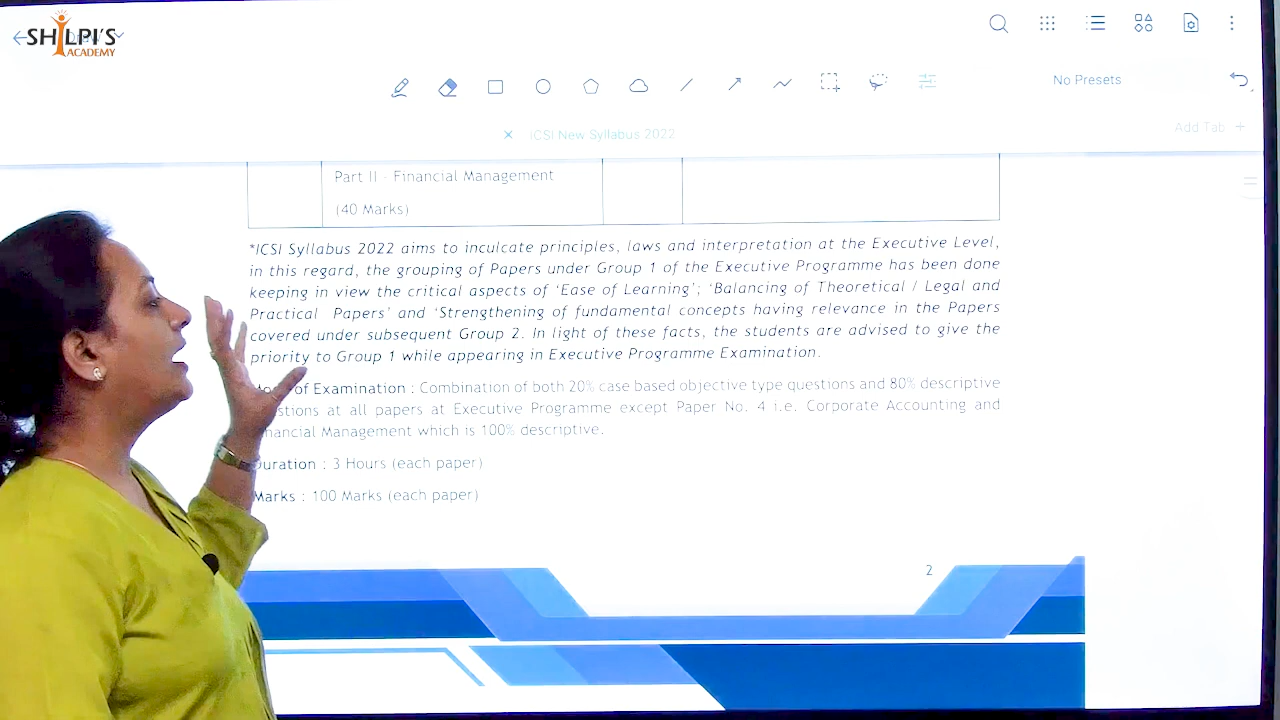 SHILPI'S
ACADEMY
No Presets
ICSI New Syllabus 2022
Add Tab
Part II - Financial Management
(40 Marks)
*ICSI Syllabus 2022 aims to inculcate principles, laws and interpretation at the Executive Level,
in this regard, the grouping of Papers under Group 1 of the Executive Programme has been done
keeping in view the critical aspects of 'Ease of Learning'; 'Balancing of Theoretical / Legal and
Practical Papers' and 'Strengthening of fundamental concepts having relevance in the Papers
covered under subsequent Group 2. In light of these facts, the students are advised to give the
priority to Group 1 while appearing in Executive Programme Examination.
of Examination : Combination of both 20% case based objective type questions and 80% descriptive
at all papers at Executive Programme except Paper No. 4 i.e. Corporate Accounting and
Management which is 100% descriptive.
Duration : 3 Hours (each paper)
Marks : 100 Marks (each paper)
2